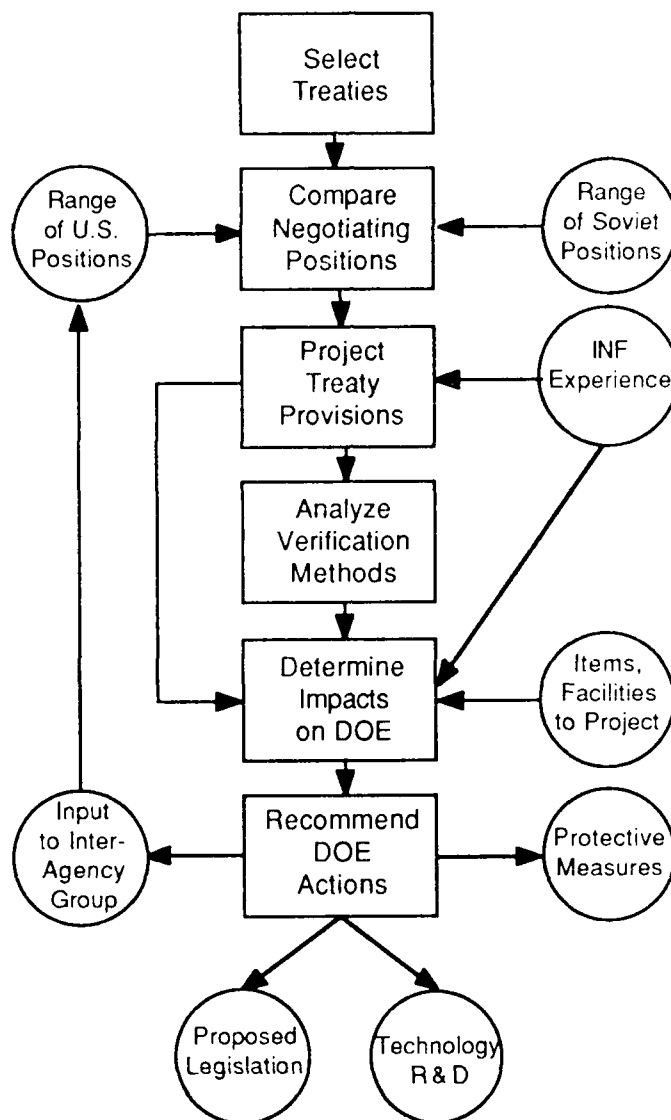 Select
Treaties
Range
of U.S.
Positions
Compare
Negotiating
Positions
Range
of Soviet
Positions
Project
Treaty
Provisions
INF
Experience
Analyze
Verification
Methods
Determine
Impacts
on DOE
Items,
Facilities
to Project
Input
to Inter-
Agency
Group
Recommend
DOE
Actions
Protective
Measures
Proposed
Legislation
Technology
R & D